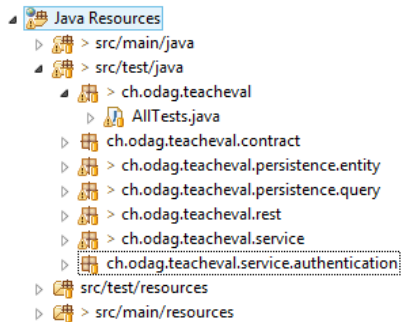 Java Resources
> src/main/java
> src/test/java
> ch.odag.teacheval
AllTests.java
ch.odag.teacheval.contract
> ch.odag.teacheval.persistence.entity
> ch.odag.teacheval.persistence.query
> ch.odag.teacheval.rest
> ch.odag.teacheval.service
ch.odag.teacheval.service.authentication
src/test/resources
> src/main/resources